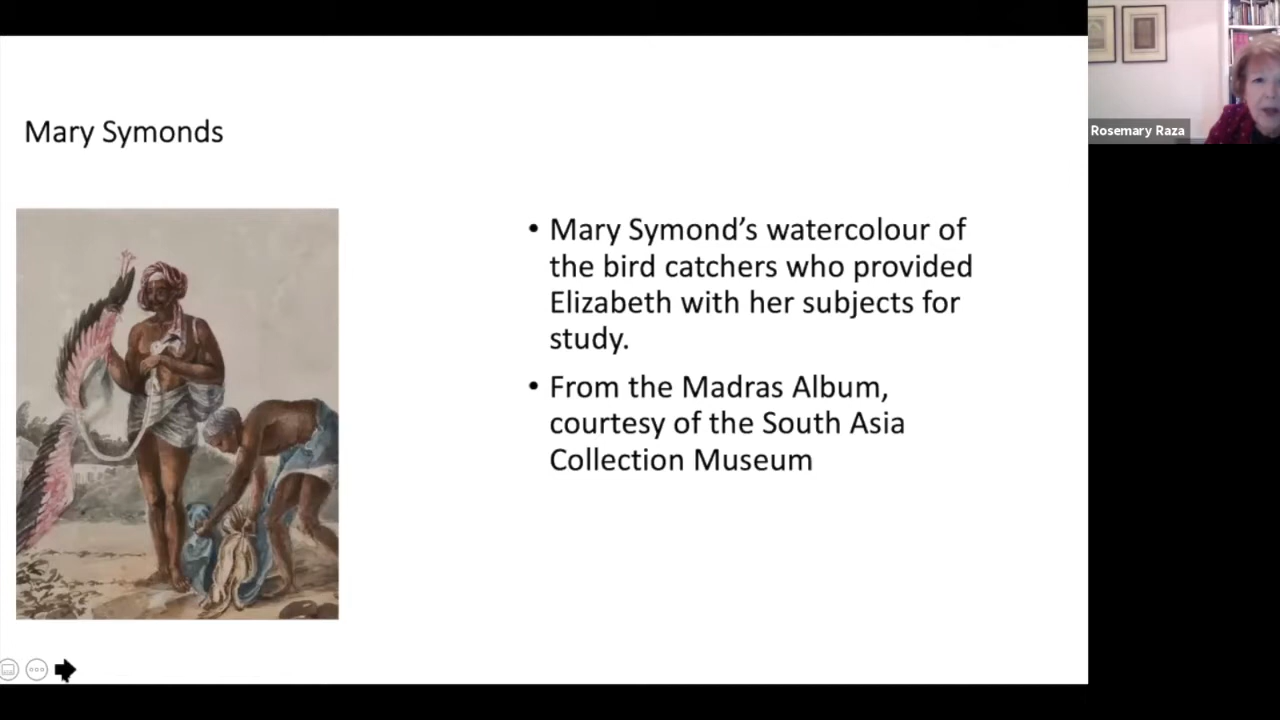 Mary Symonds
• Mary Symond’s watercolour of
the bird catchers who provided
Elizabeth with her subjects for
study.
• From the Madras Album,
courtesy of the South Asia
Collection Museum
Rosemary Raza